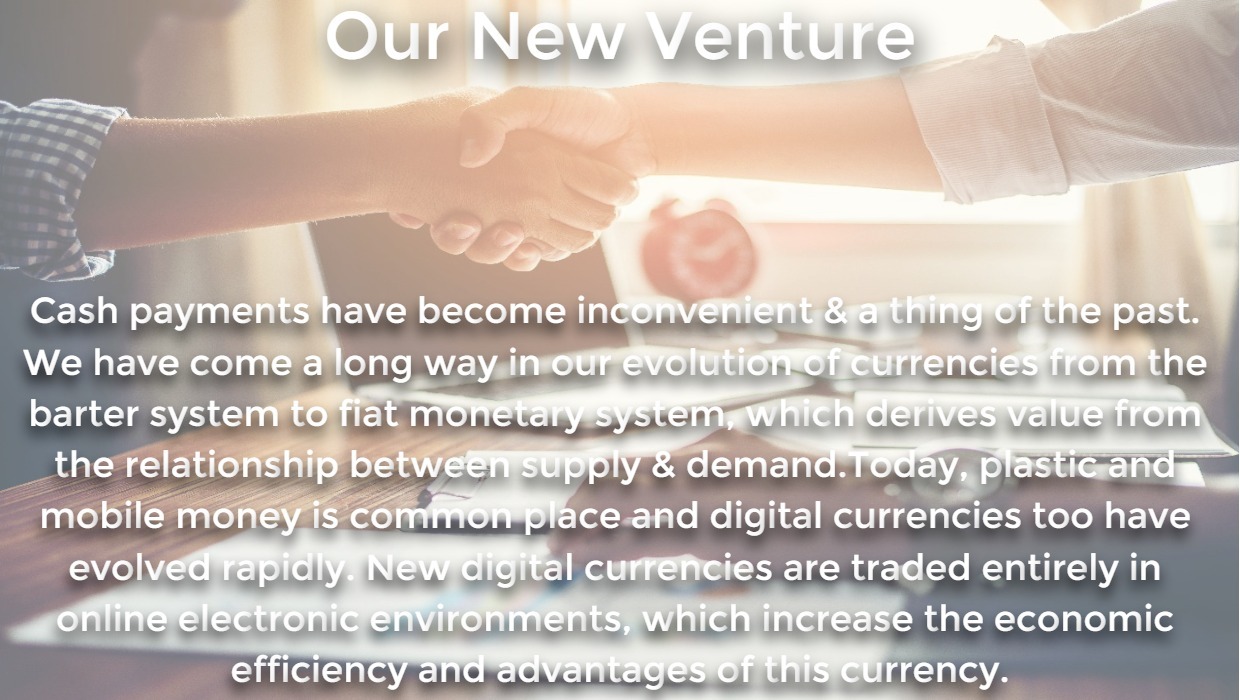 Our New Venture
Cash payments have become inconvenient & a thing of the past.
We have come a long way in our evolution of currencies from the
barter system to fiat monetary system, which derives value from
the relationship between supply & demand.Today, plastic and
mobile money is common place and digital currencies too have
evolved rapidly. New digital currencies are traded entirely in
online electronic environments, which increase the economic
efficiency and advantages of this currency.